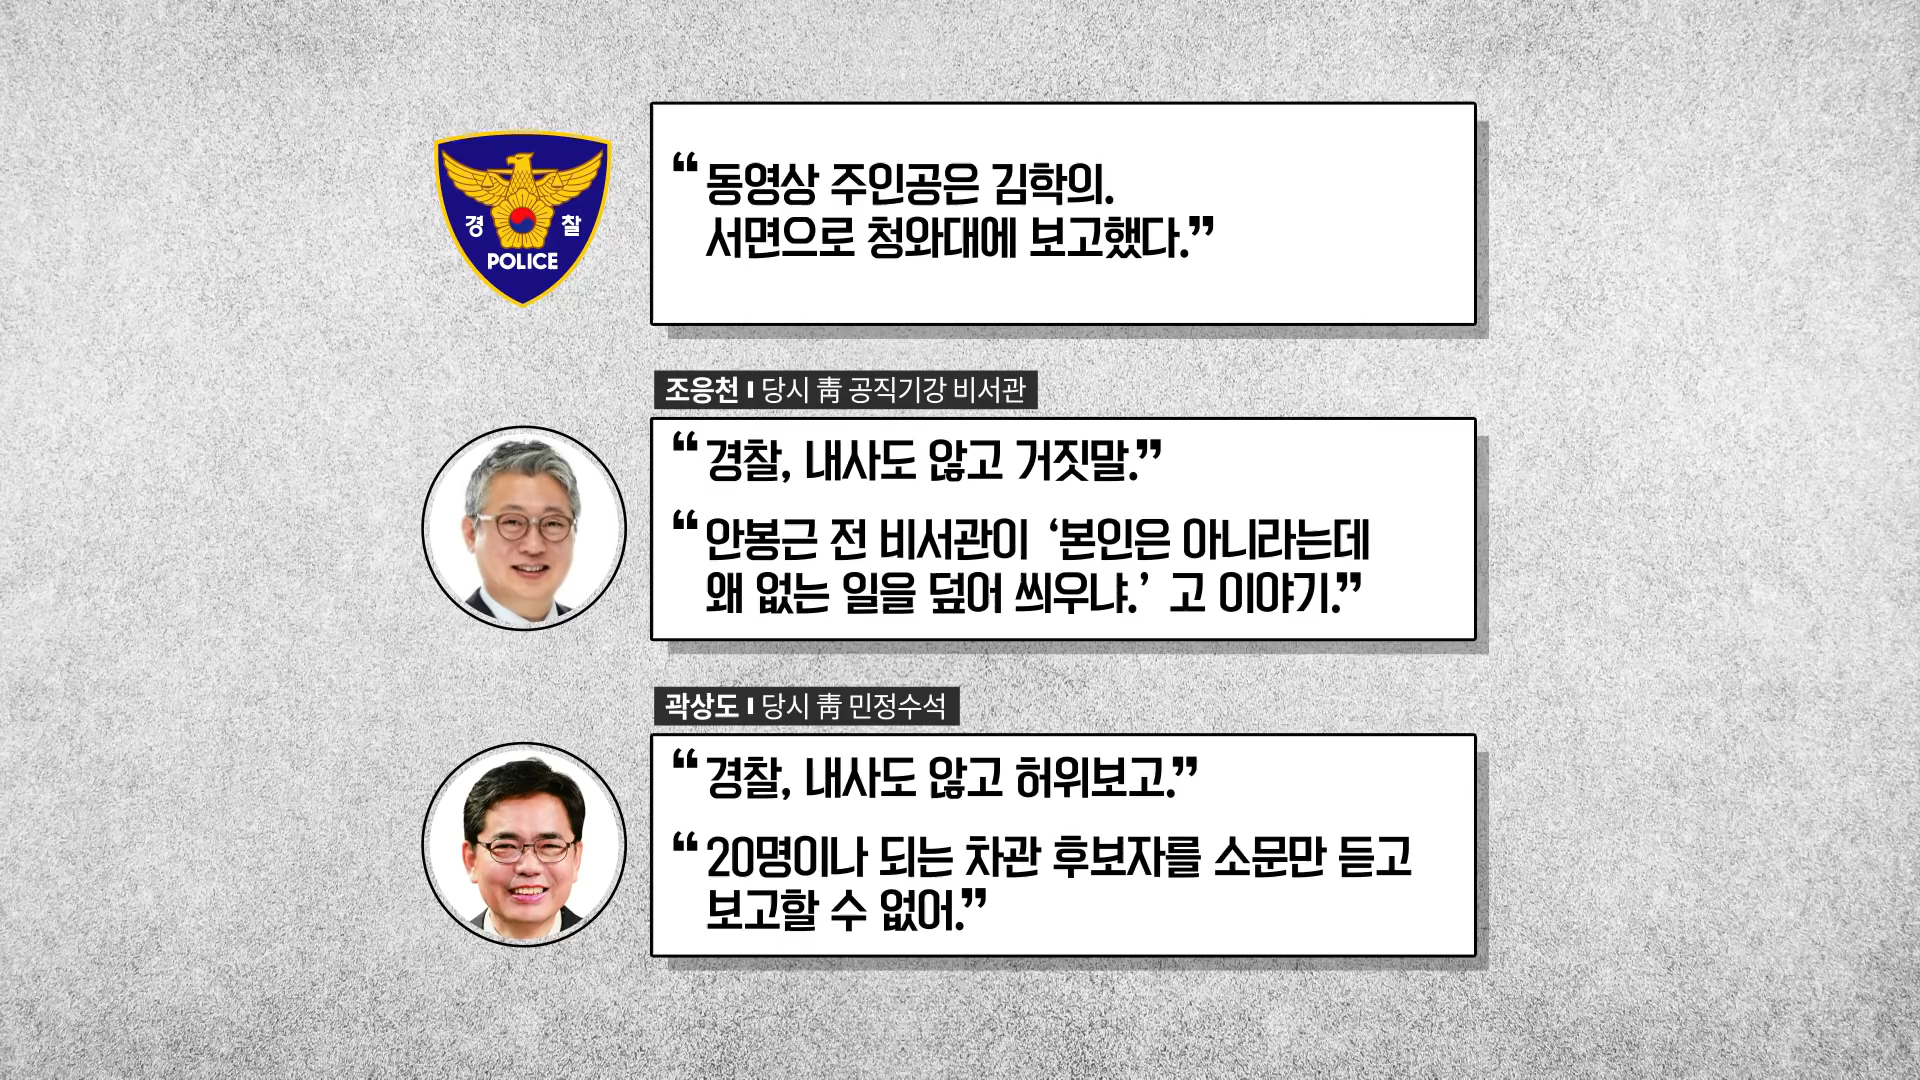 경 찰
POLICE
“동영상 주인공은 김학의.
서면으로 청와대에 보고했다.”
조응천 I 당시 靑 공직기강 비서관
“경찰, 내사도 않고 거짓말.”
“안봉근 전 비서관이 ‘본인은 아니라는데
왜 없는 일을 덮어 씌우냐.’ 고 이야기.”
곽상도 I 당시 靑 민정수석
“경찰, 내사도 않고 허위보고.”
“20명이나 되는 차관 후보자를 소문만 듣고
보고할 수 없어.”